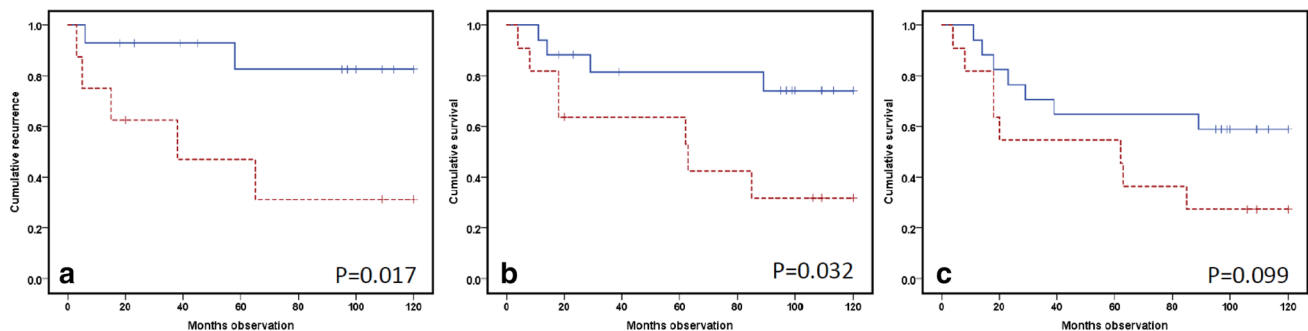 1.0
0.8
0.6
0.4
0.2
0.0
Cumulative recurrence
a
P=0.017
0 20 40 60 80 100 120
Months observation
1.0
0.8
0.6
0.4
0.2
0.0
Cumulative survival
b
P=0.032
0 20 40 60 80 100 120
Months observation
1.0
0.8
0.6
0.4
0.2
0.0
Cumulative survival
c
P=0.099
0 20 40 60 80 100 120
Months observation